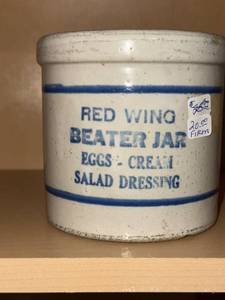 RED WING
BEATER JAR
EGGS - CREAM
SALAD DRESSING
20.00
FIRM